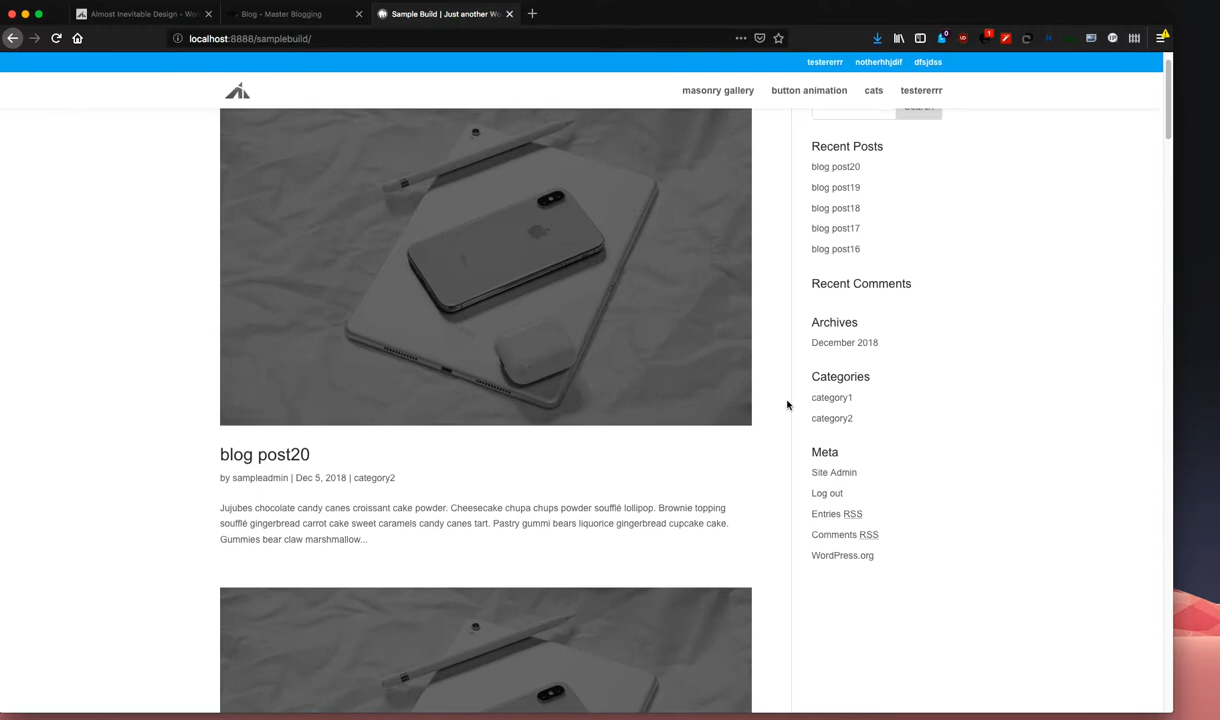 Almost Inevitable Design - Wo
Blog - Master Blogging
Sample Build | Just another Wo
localhost:8888/samplebuild/
0
1
testererrr
notherhhjdif
dfsjdss
masonry gallery
button animation
cats
testererrr
Recent Posts
blog post20
blog post19
blog post18
blog post17
blog post16
Recent Comments
Archives
December 2018
Categories
category1
category2
Meta
Site Admin
Log out
Entries RSS
Comments RSS
WordPress.org
blog post20
by sampleadmin | Dec 5, 2018 | category2
Jujubes chocolate candy canes croissant cake powder. Cheesecake chupa chups powder soufflé lollipop. Brownie topping
soufflé gingerbread carrot cake sweet caramels candy canes tart. Pastry gummi bears liquorice gingerbread cupcake cake.
Gummies bear claw marshmallow...